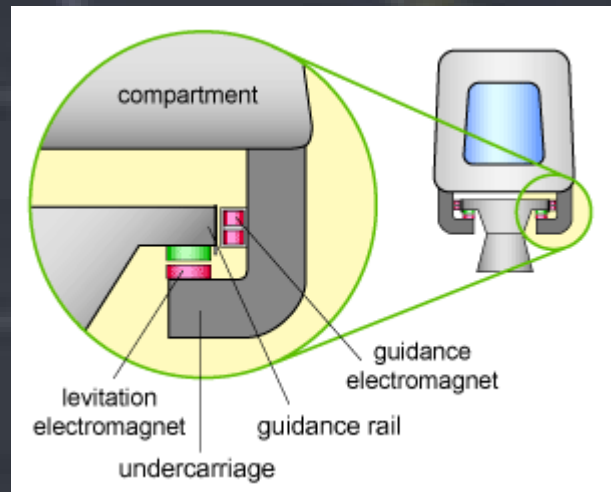 compartment
guidance
electromagnet
levitation
electromagnet
guidance rail
undercarriage